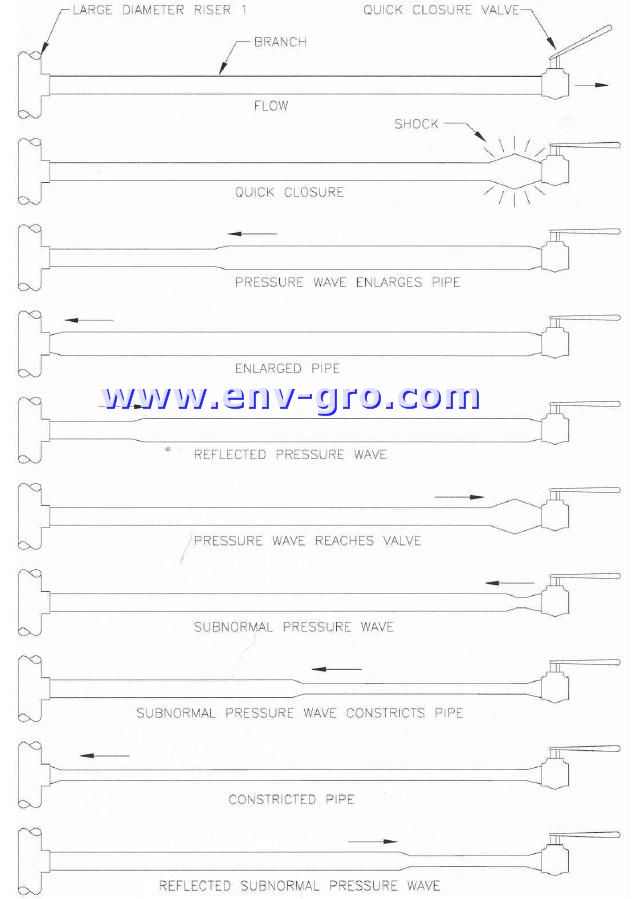 LARGE DIAMETER RISER 1
QUICK CLOSURE VALVE
BRANCH
FLOW
SHOCK
QUICK CLOSURE
PRESSURE WAVE ENLARGES PIPE
ENLARGED PIPE
www.env-gro.com
REFLECTED PRESSURE WAVE
PRESSURE WAVE REACHES VALVE
SUBNORMAL PRESSURE WAVE
SUBNORMAL PRESSURE WAVE CONSTRICTS PIPE
CONSTRICTED PIPE
REFLECTED SUBNORMAL PRESSURE WAVE